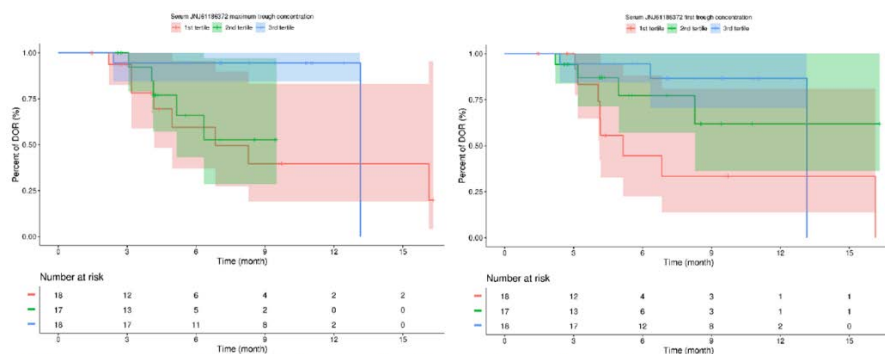 Serum JNJ61186372 maximum trough concentration
1st tertile 2nd tertile 3rd tertile
Percent of DOR (%)
1.00
0.75
0.50
0.25
0.00
0 3 6 9 12 15
Time (month)
Number at risk
18 12 6 4 2 2
17 13 5 2 0 0
18 17 11 8 2 0
0 3 6 9 12 15
Time (month)
Serum JNJ61186372 first trough concentration
1st tertile 2nd tertile 3rd tertile
Percent of DOR (%)
1.00
0.75
0.50
0.25
0.00
0 3 6 9 12 15
Time (month)
Number at risk
18 12 4 3 1 1
17 13 6 3 1 1
18 17 12 8 2 0
0 3 6 9 12 15
Time (month)